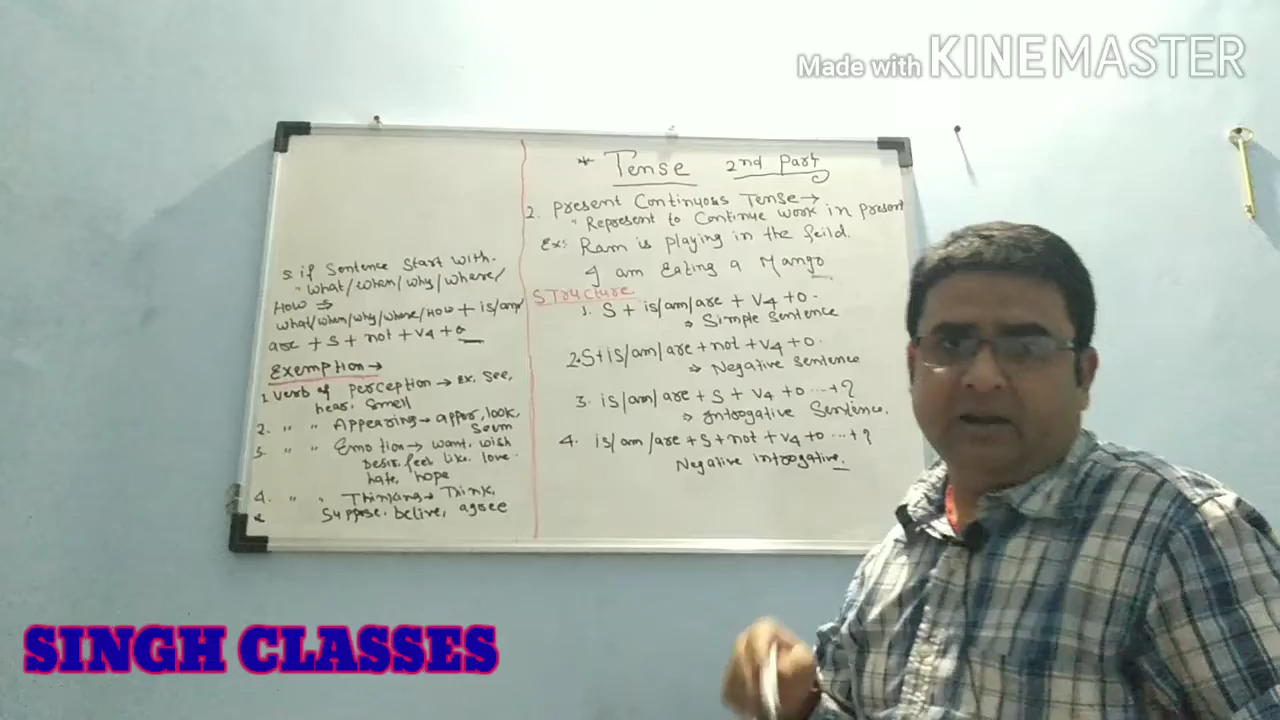 Made with KINEMASTER
* Tense 2nd Part
2. Present Continuous Tense →
" Represent to Continue work in present
Ex: Ram is playing in the feild.
I am Eating a Mango
Structure
1. S + is/am/are + V4 + O.
⇒ Simple Sentence
2. S + is/am/are + not + V4 + O.
⇒ Negative Sentence
3. is/am/are + S + V4 + O ... + ?
⇒ Introgative Sentence.
4. is/am/are + S + not + V4 + O ... + ?
Negative introgative.
5. if Sentence Start with.
" what/when/why/where/
How ⇒
what/when/why/where/How + is/am/
are + S + not + V4 + O
Exemption →
1. Verb of perception → Ex. See,
hear, Smell
2. " " Appearing → apper, look,
Seem
3. " " Emotion → want, wish
Desir, feel like, love.
hate, hope
4. " " Thinking → Think,
Suppose, belive, agree
SINGH CLASSES